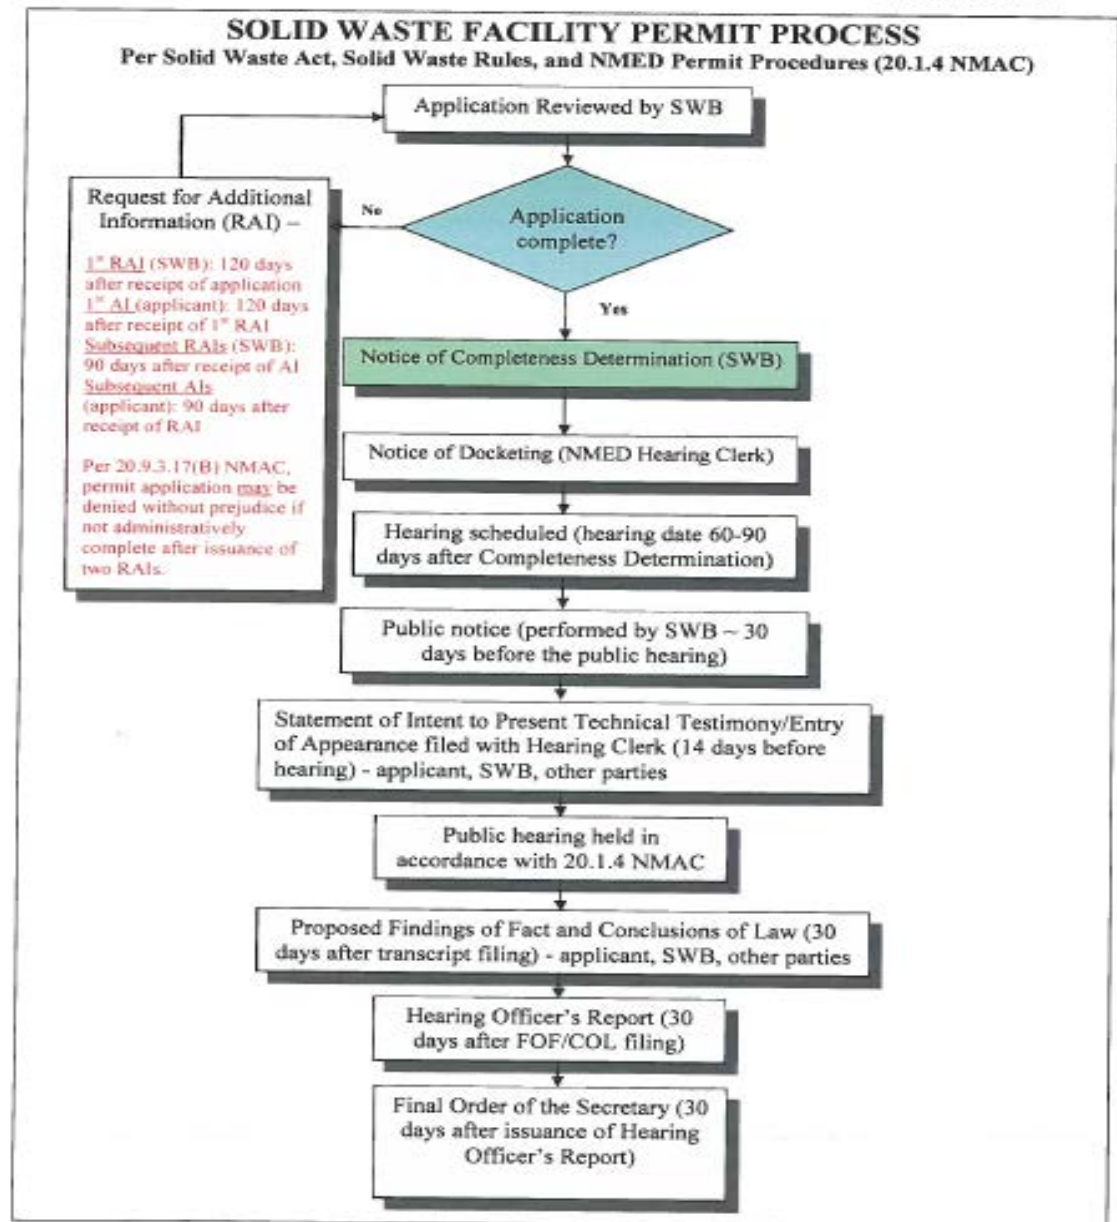 SOLID WASTE FACILITY PERMIT PROCESS
Per Solid Waste Act, Solid Waste Rules, and NMED Permit Procedures (20.1.4 NMAC)
Application Reviewed by SWB
Application
complete?
No
Yes
Request for Additional
Information (RAI) –
1st RAI (SWB): 120 days
after receipt of application
1st AI (applicant): 120 days
after receipt of 1st RAI
Subsequent RAIs (SWB):
90 days after receipt of AI
Subsequent AIs
(applicant): 90 days after
receipt of RAI
Per 20.9.3.17(B) NMAC,
permit application may be
denied without prejudice if
not administratively
complete after issuance of
two RAIs.
Notice of Completeness Determination (SWB)
Notice of Docketing (NMED Hearing Clerk)
Hearing scheduled (hearing date 60-90
days after Completeness Determination)
Public notice (performed by SWB ~ 30
days before the public hearing)
Statement of Intent to Present Technical Testimony/Entry
of Appearance filed with Hearing Clerk (14 days before
hearing) - applicant, SWB, other parties
Public hearing held in
accordance with 20.1.4 NMAC
Proposed Findings of Fact and Conclusions of Law (30
days after transcript filing) - applicant, SWB, other parties
Hearing Officer's Report (30
days after FOF/COL filing)
Final Order of the Secretary (30
days after issuance of Hearing
Officer's Report)